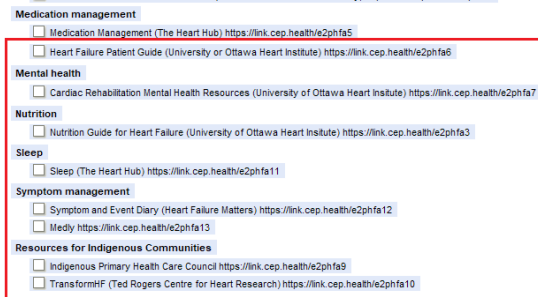 Medication management
Medication Management (The Heart Hub) https://link.cep.health/e2phfa5
Heart Failure Patient Guide (University or Ottawa Heart Institute) https://link.cep.health/e2phfa6
Mental health
Cardiac Rehabilitation Mental Health Resources (University of Ottawa Heart Insitute) https://link.cep.health/e2phfa7
Nutrition
Nutrition Guide for Heart Failure (University of Ottawa Heart Insitute) https://link.cep.health/e2phfa3
Sleep
Sleep (The Heart Hub) https://link.cep.health/e2phfa11
Symptom management
Symptom and Event Diary (Heart Failure Matters) https://link.cep.health/e2phfa12
Medly https://link.cep.health/e2phfa13
Resources for Indigenous Communities
Indigenous Primary Health Care Council https://link.cep.health/e2phfa9
TransformHF (Ted Rogers Centre for Heart Research) https://link.cep.health/e2phfa10